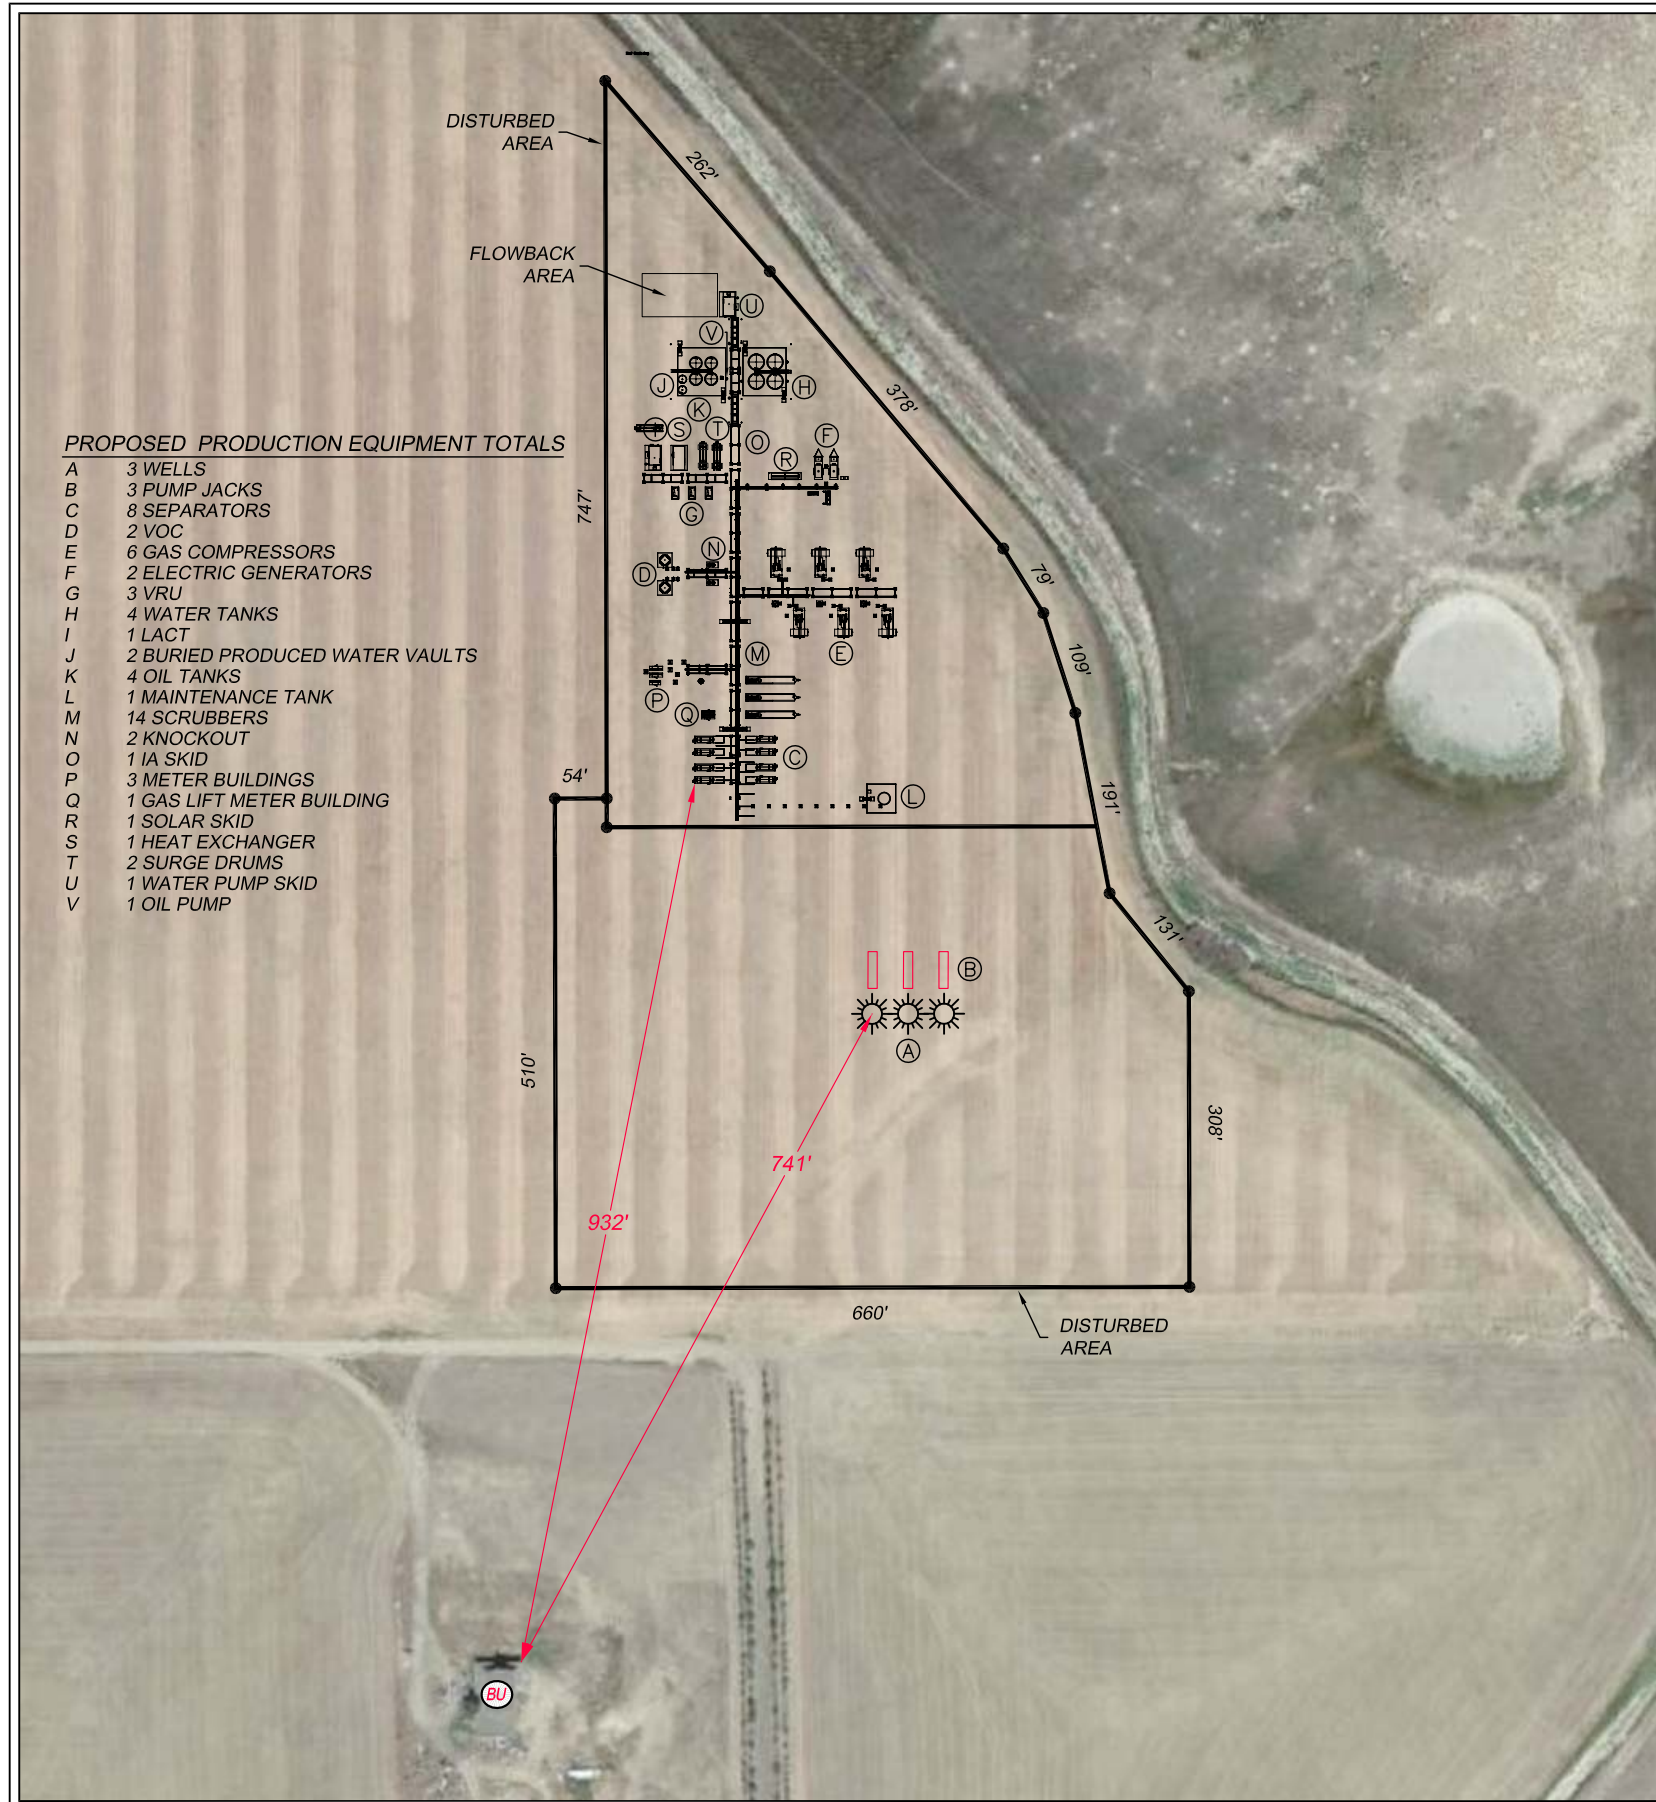 DISTURBED
AREA
262'
FLOWBACK
AREA
U
V
J
H
K
378'
I S T
O
F
R
PROPOSED PRODUCTION EQUIPMENT TOTALS
A 3 WELLS
B 3 PUMP JACKS
C 8 SEPARATORS
D 2 VOC
E 6 GAS COMPRESSORS
F 2 ELECTRIC GENERATORS
G 3 VRU
H 4 WATER TANKS
I 1 LACT
J 2 BURIED PRODUCED WATER VAULTS
K 4 OIL TANKS
L 1 MAINTENANCE TANK
M 14 SCRUBBERS
N 2 KNOCKOUT
O 1 IA SKID
P 3 METER BUILDINGS
Q 1 GAS LIFT METER BUILDING
R 1 SOLAR SKID
S 1 HEAT EXCHANGER
T 2 SURGE DRUMS
U 1 WATER PUMP SKID
V 1 OIL PUMP
747'
G
N
D
79'
M
E
109'
P
Q
C
54'
L
191'
131'
B
A
510'
308'
741'
932'
660'
DISTURBED
AREA
BU